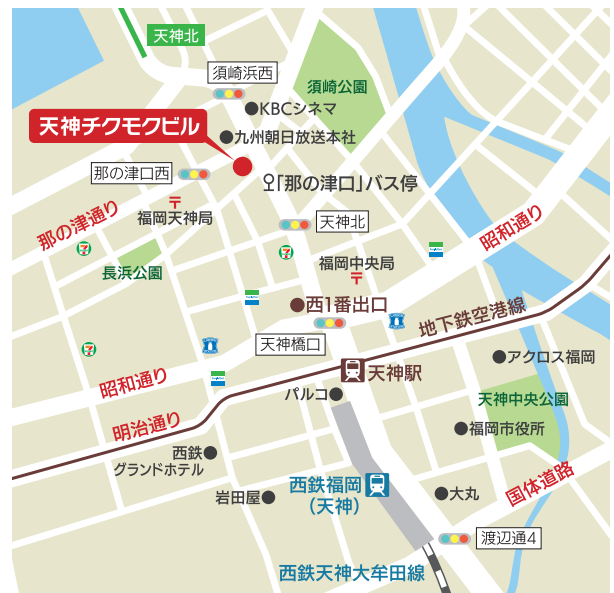 天神北
須崎浜西
須崎公園
KBCシネマ
天神チクモクビル
九州朝日放送本社
那の津口西
「那の津口」バス停
那の津通り
福岡天神局
天神北
昭和通り
長浜公園
福岡中央局
西1番出口
地下鉄空港線
天神橋口
アクロス福岡
天神駅
昭和通り
パルコ
天神中央公園
明治通り
福岡市役所
西鉄
グランドホテル
西鉄福岡
(天神)
岩田屋
大丸
国体道路
渡辺通4
西鉄天神大牟田線